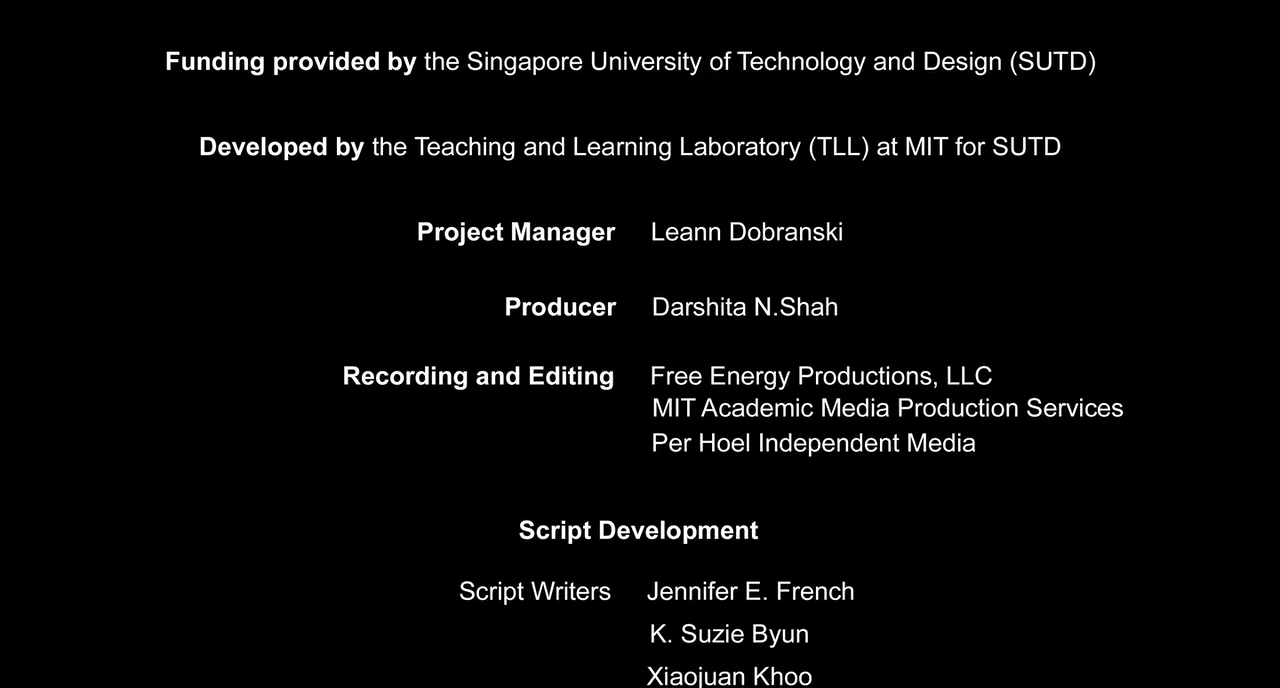 Funding provided by the Singapore University of Technology and Design (SUTD)
Developed by the Teaching and Learning Laboratory (TLL) at MIT for SUTD
Project Manager Leann Dobranski
Producer Darshita N.Shah
Recording and Editing Free Energy Productions, LLC
MIT Academic Media Production Services
Per Hoel Independent Media
Script Development
Script Writers Jennifer E. French
K. Suzie Byun
Xiaojuan Khoo